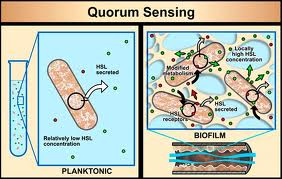 Quorum Sensing
HSL
secreted
Relatively low HSL
concentration
PLANKTONIC
Modified
metabolism
Locally
high HSL
concentration
HSL
secreted
HSL
receptors
BIOFILM